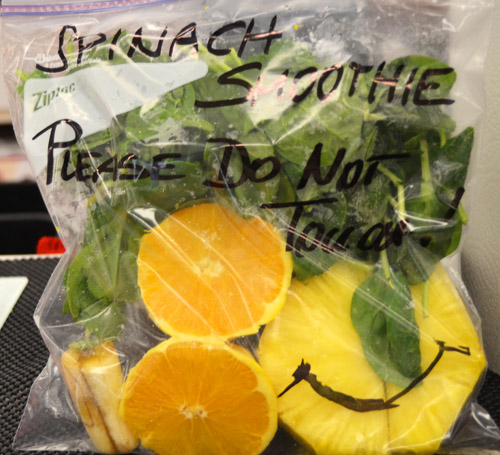 SPINACH
SMOOTHIE
Ziploc
PLEASE DO NOT
TOUCH!